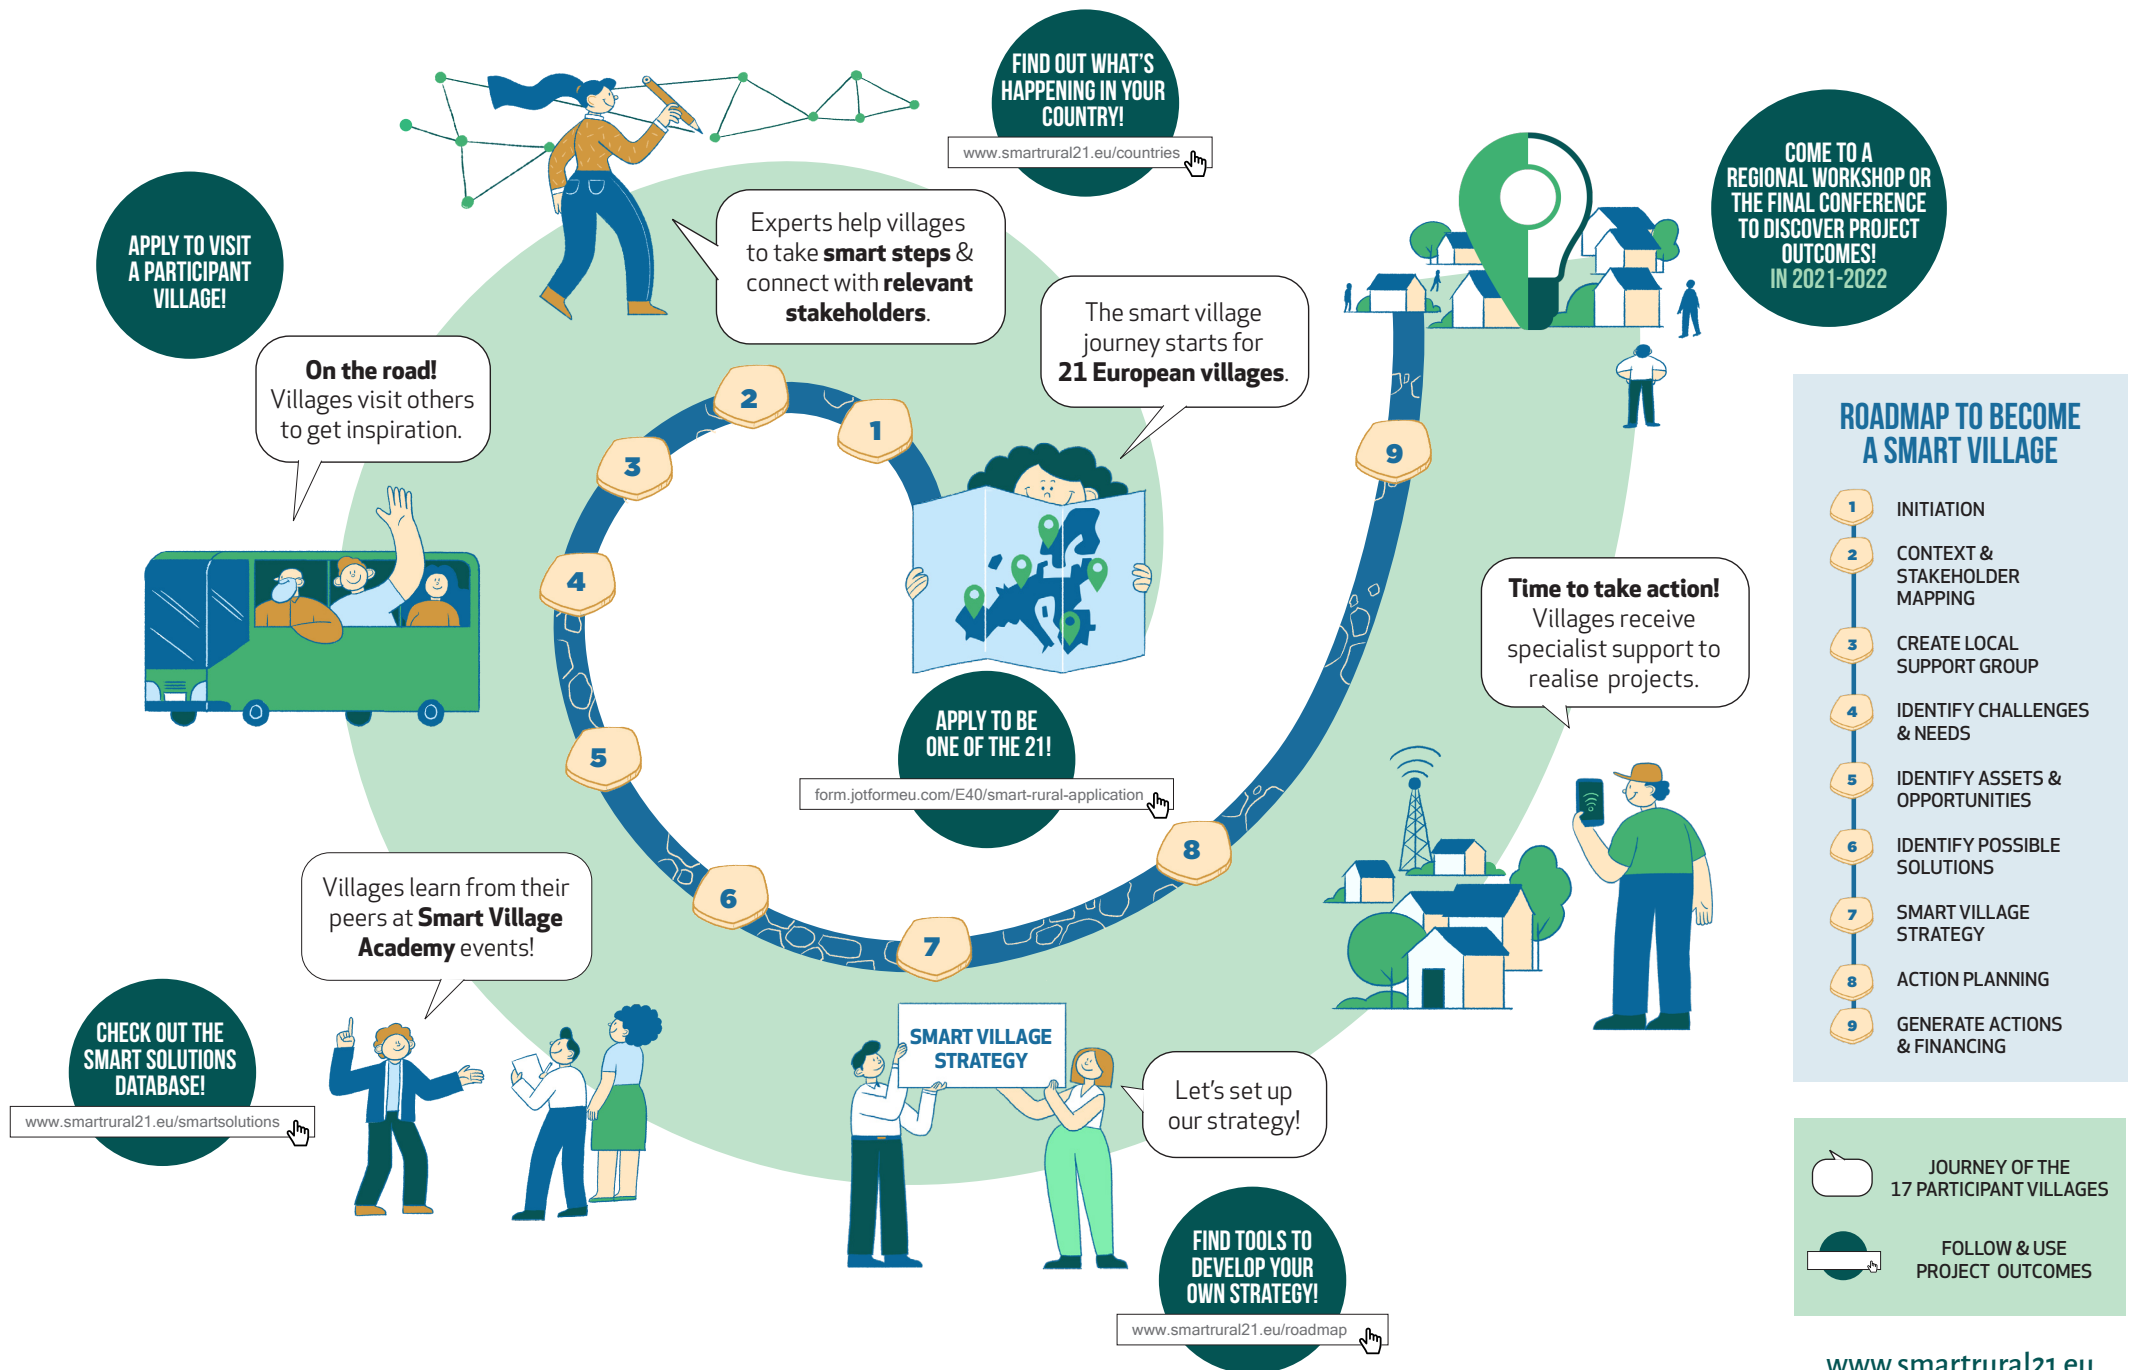 FIND OUT WHAT'S
HAPPENING IN YOUR
COUNTRY!
www.smartrural21.eu/countries
COME TO A
REGIONAL WORKSHOP OR
THE FINAL CONFERENCE
TO DISCOVER PROJECT
OUTCOMES!
IN 2021-2022
APPLY TO VISIT
A PARTICIPANT
VILLAGE!
Experts help villages
to take smart steps &
connect with relevant
stakeholders.
The smart village
journey starts for
21 European villages.
On the road!
Villages visit others
to get inspiration.
1
2
3
4
5
6
7
8
9
APPLY TO BE
ONE OF THE 21!
form.jotformeu.com/E40/smart-rural-application
Time to take action!
Villages receive
specialist support to
realise projects.
Villages learn from their
peers at Smart Village
Academy events!
CHECK OUT THE
SMART SOLUTIONS
DATABASE!
www.smartrural21.eu/smartsolutions
SMART VILLAGE
STRATEGY
Let's set up
our strategy!
FIND TOOLS TO
DEVELOP YOUR
OWN STRATEGY!
www.smartrural21.eu/roadmap
ROADMAP TO BECOME
A SMART VILLAGE
1 INITIATION
2 CONTEXT &
STAKEHOLDER
MAPPING
3 CREATE LOCAL
SUPPORT GROUP
4 IDENTIFY CHALLENGES
& NEEDS
5 IDENTIFY ASSETS &
OPPORTUNITIES
6 IDENTIFY POSSIBLE
SOLUTIONS
7 SMART VILLAGE
STRATEGY
8 ACTION PLANNING
9 GENERATE ACTIONS
& FINANCING
JOURNEY OF THE
17 PARTICIPANT VILLAGES
FOLLOW & USE
PROJECT OUTCOMES
www.smartrural21.eu